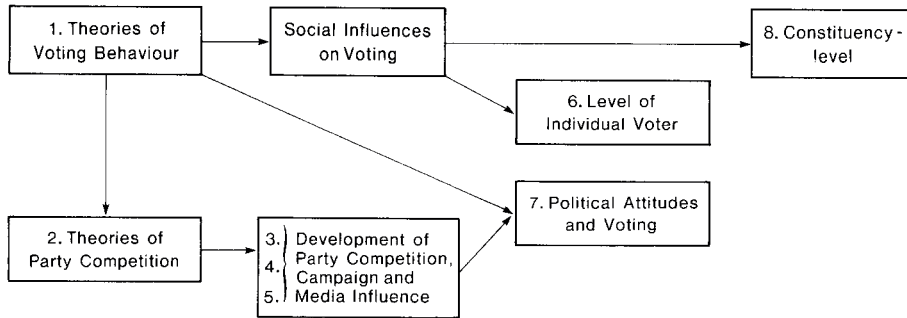 1. Theories of
Voting Behaviour
Social Influences
on Voting
8. Constituency-
level
6. Level of
Individual Voter
7. Political Attitudes
and Voting
2. Theories of
Party Competition
3. Development of
4. Party Competition,
Campaign and
5. Media Influence